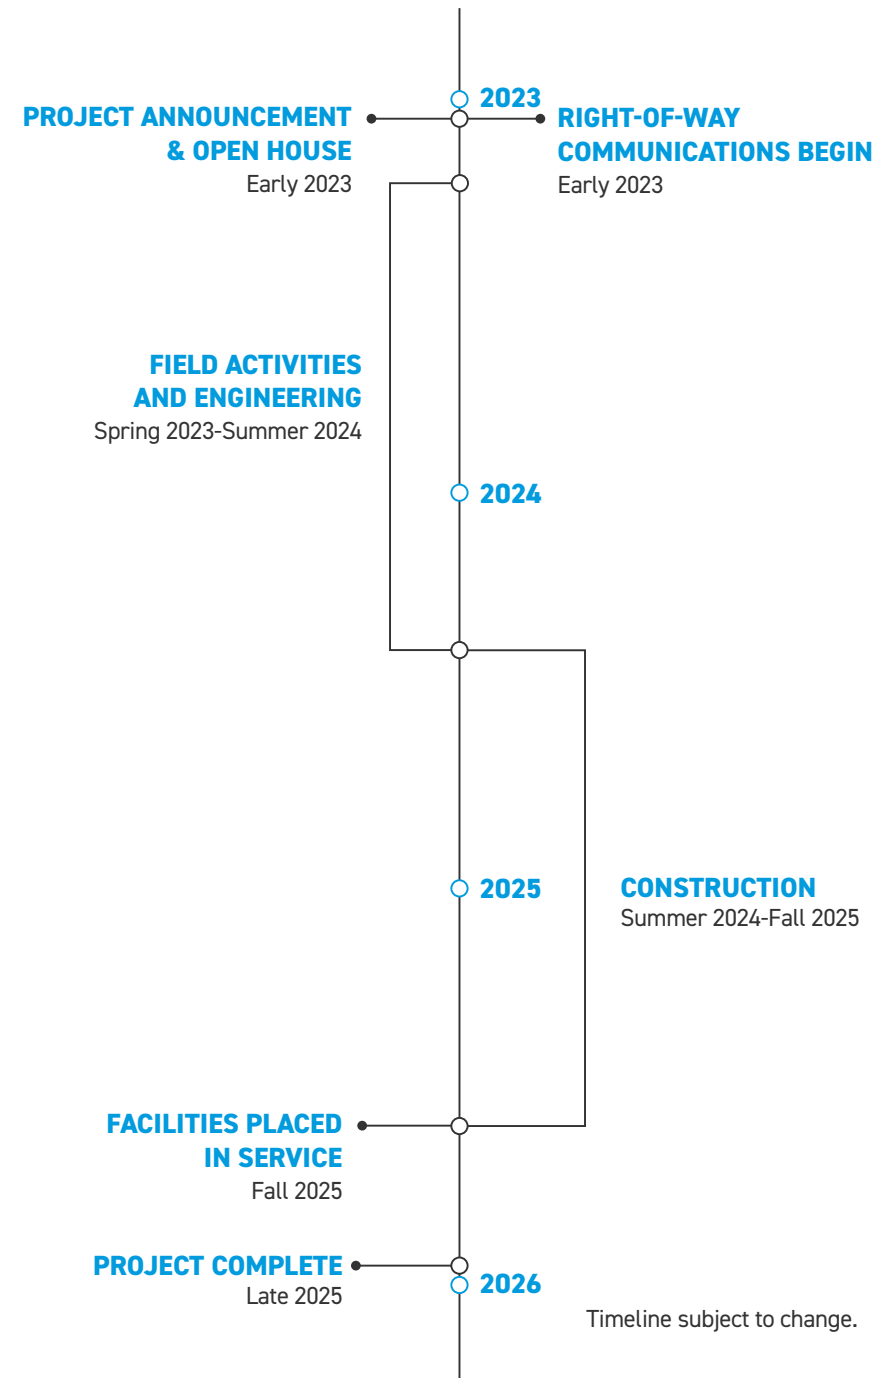 2023
PROJECT ANNOUNCEMENT
& OPEN HOUSE
Early 2023
RIGHT-OF-WAY
COMMUNICATIONS BEGIN
Early 2023
FIELD ACTIVITIES
AND ENGINEERING
Spring 2023-Summer 2024
2024
2025
CONSTRUCTION
Summer 2024-Fall 2025
FACILITIES PLACED
IN SERVICE
Fall 2025
PROJECT COMPLETE
Late 2025
2026
Timeline subject to change.